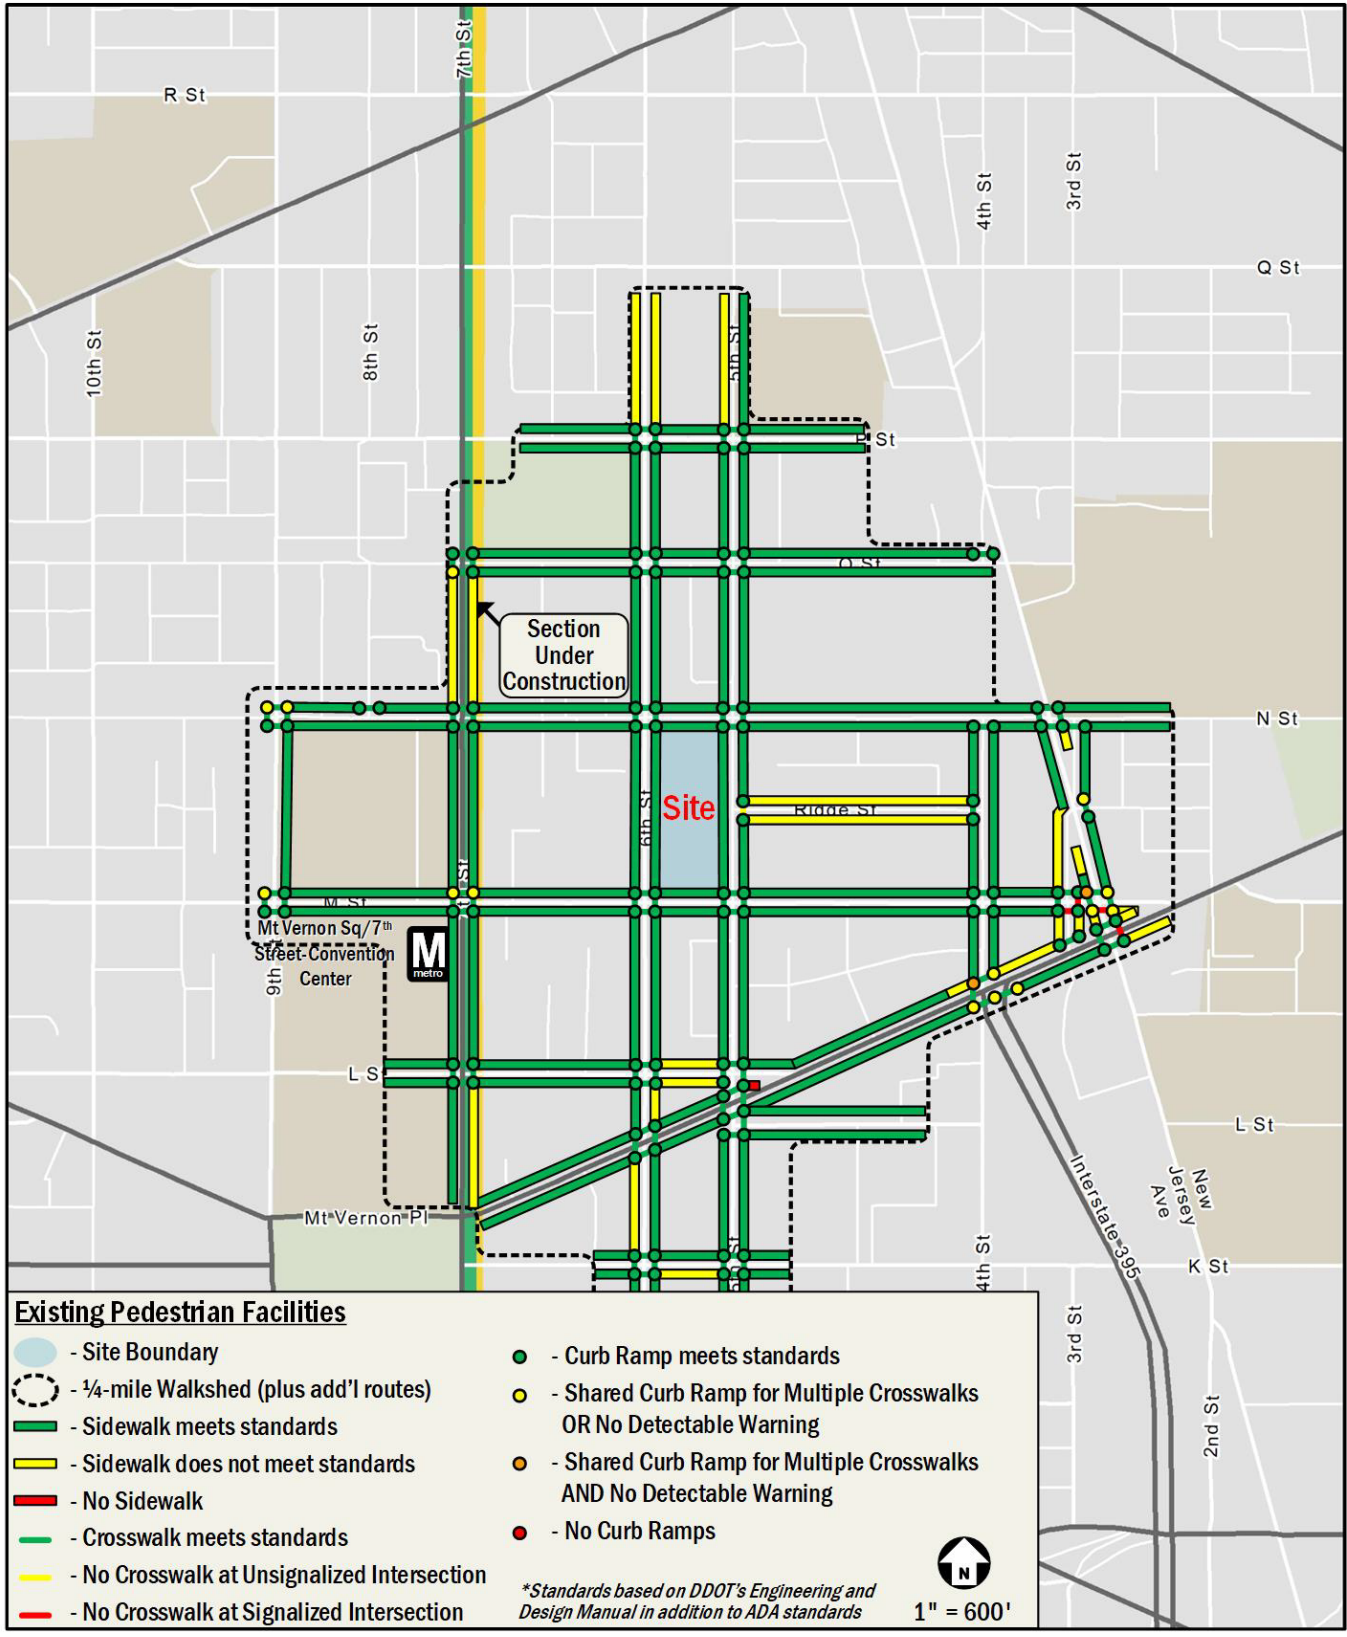 7th St
R St
4th St
3rd St
Q St
10th St
8th St
5th St
P St
O St
Section
Under
Construction
N St
6th St
Site
Ridge St
St
M St
Mt Vernon Sq/7th
Street-Convention
Center
M
metro
9th
L St
L St
Mt Vernon Pl
Interstate 395
New
Jersey
Ave
5th St
4th St
K St
3rd St
2nd St
Existing Pedestrian Facilities
- Site Boundary
- ¼-mile Walkshed (plus add'l routes)
- Sidewalk meets standards
- Sidewalk does not meet standards
- No Sidewalk
- Crosswalk meets standards
- No Crosswalk at Unsignalized Intersection
- No Crosswalk at Signalized Intersection
- Curb Ramp meets standards
- Shared Curb Ramp for Multiple Crosswalks
OR No Detectable Warning
- Shared Curb Ramp for Multiple Crosswalks
AND No Detectable Warning
- No Curb Ramps
*Standards based on DDOT's Engineering and
Design Manual in addition to ADA standards
N
1" = 600'